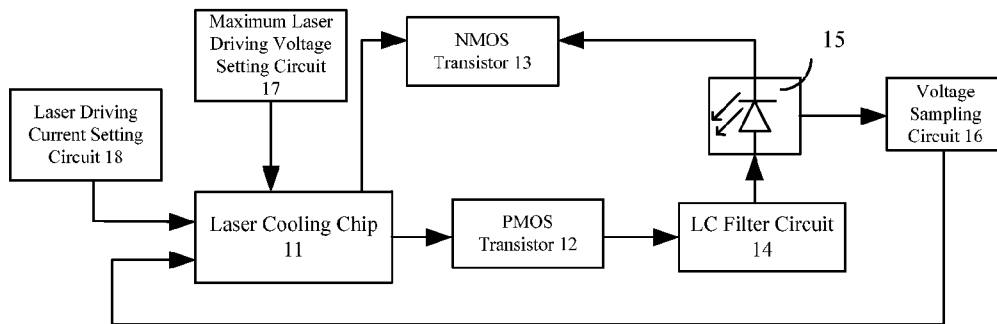 Maximum Laser
Driving Voltage
Setting Circuit
17
NMOS
Transistor 13
15
Laser Driving
Current Setting
Circuit 18
Voltage
Sampling
Circuit 16
Laser Cooling Chip
11
PMOS
Transistor 12
LC Filter Circuit
14